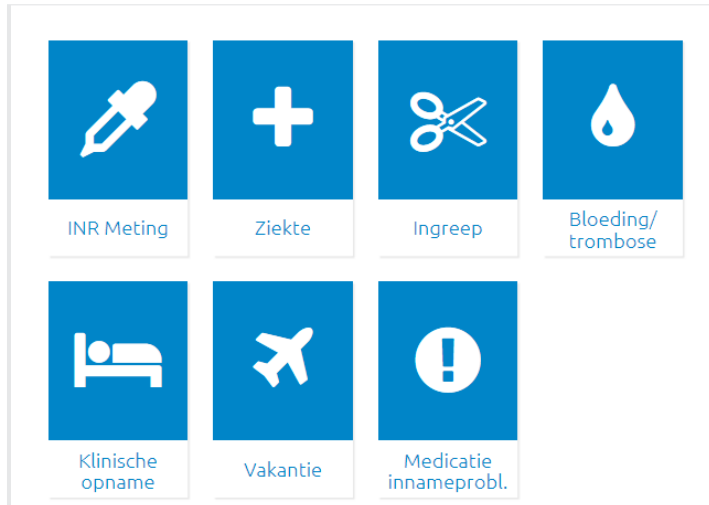 INR Meting
Ziekte
Ingreep
Bloeding/
trombose
Klinische
opname
Vakantie
Medicatie
innameprobl.